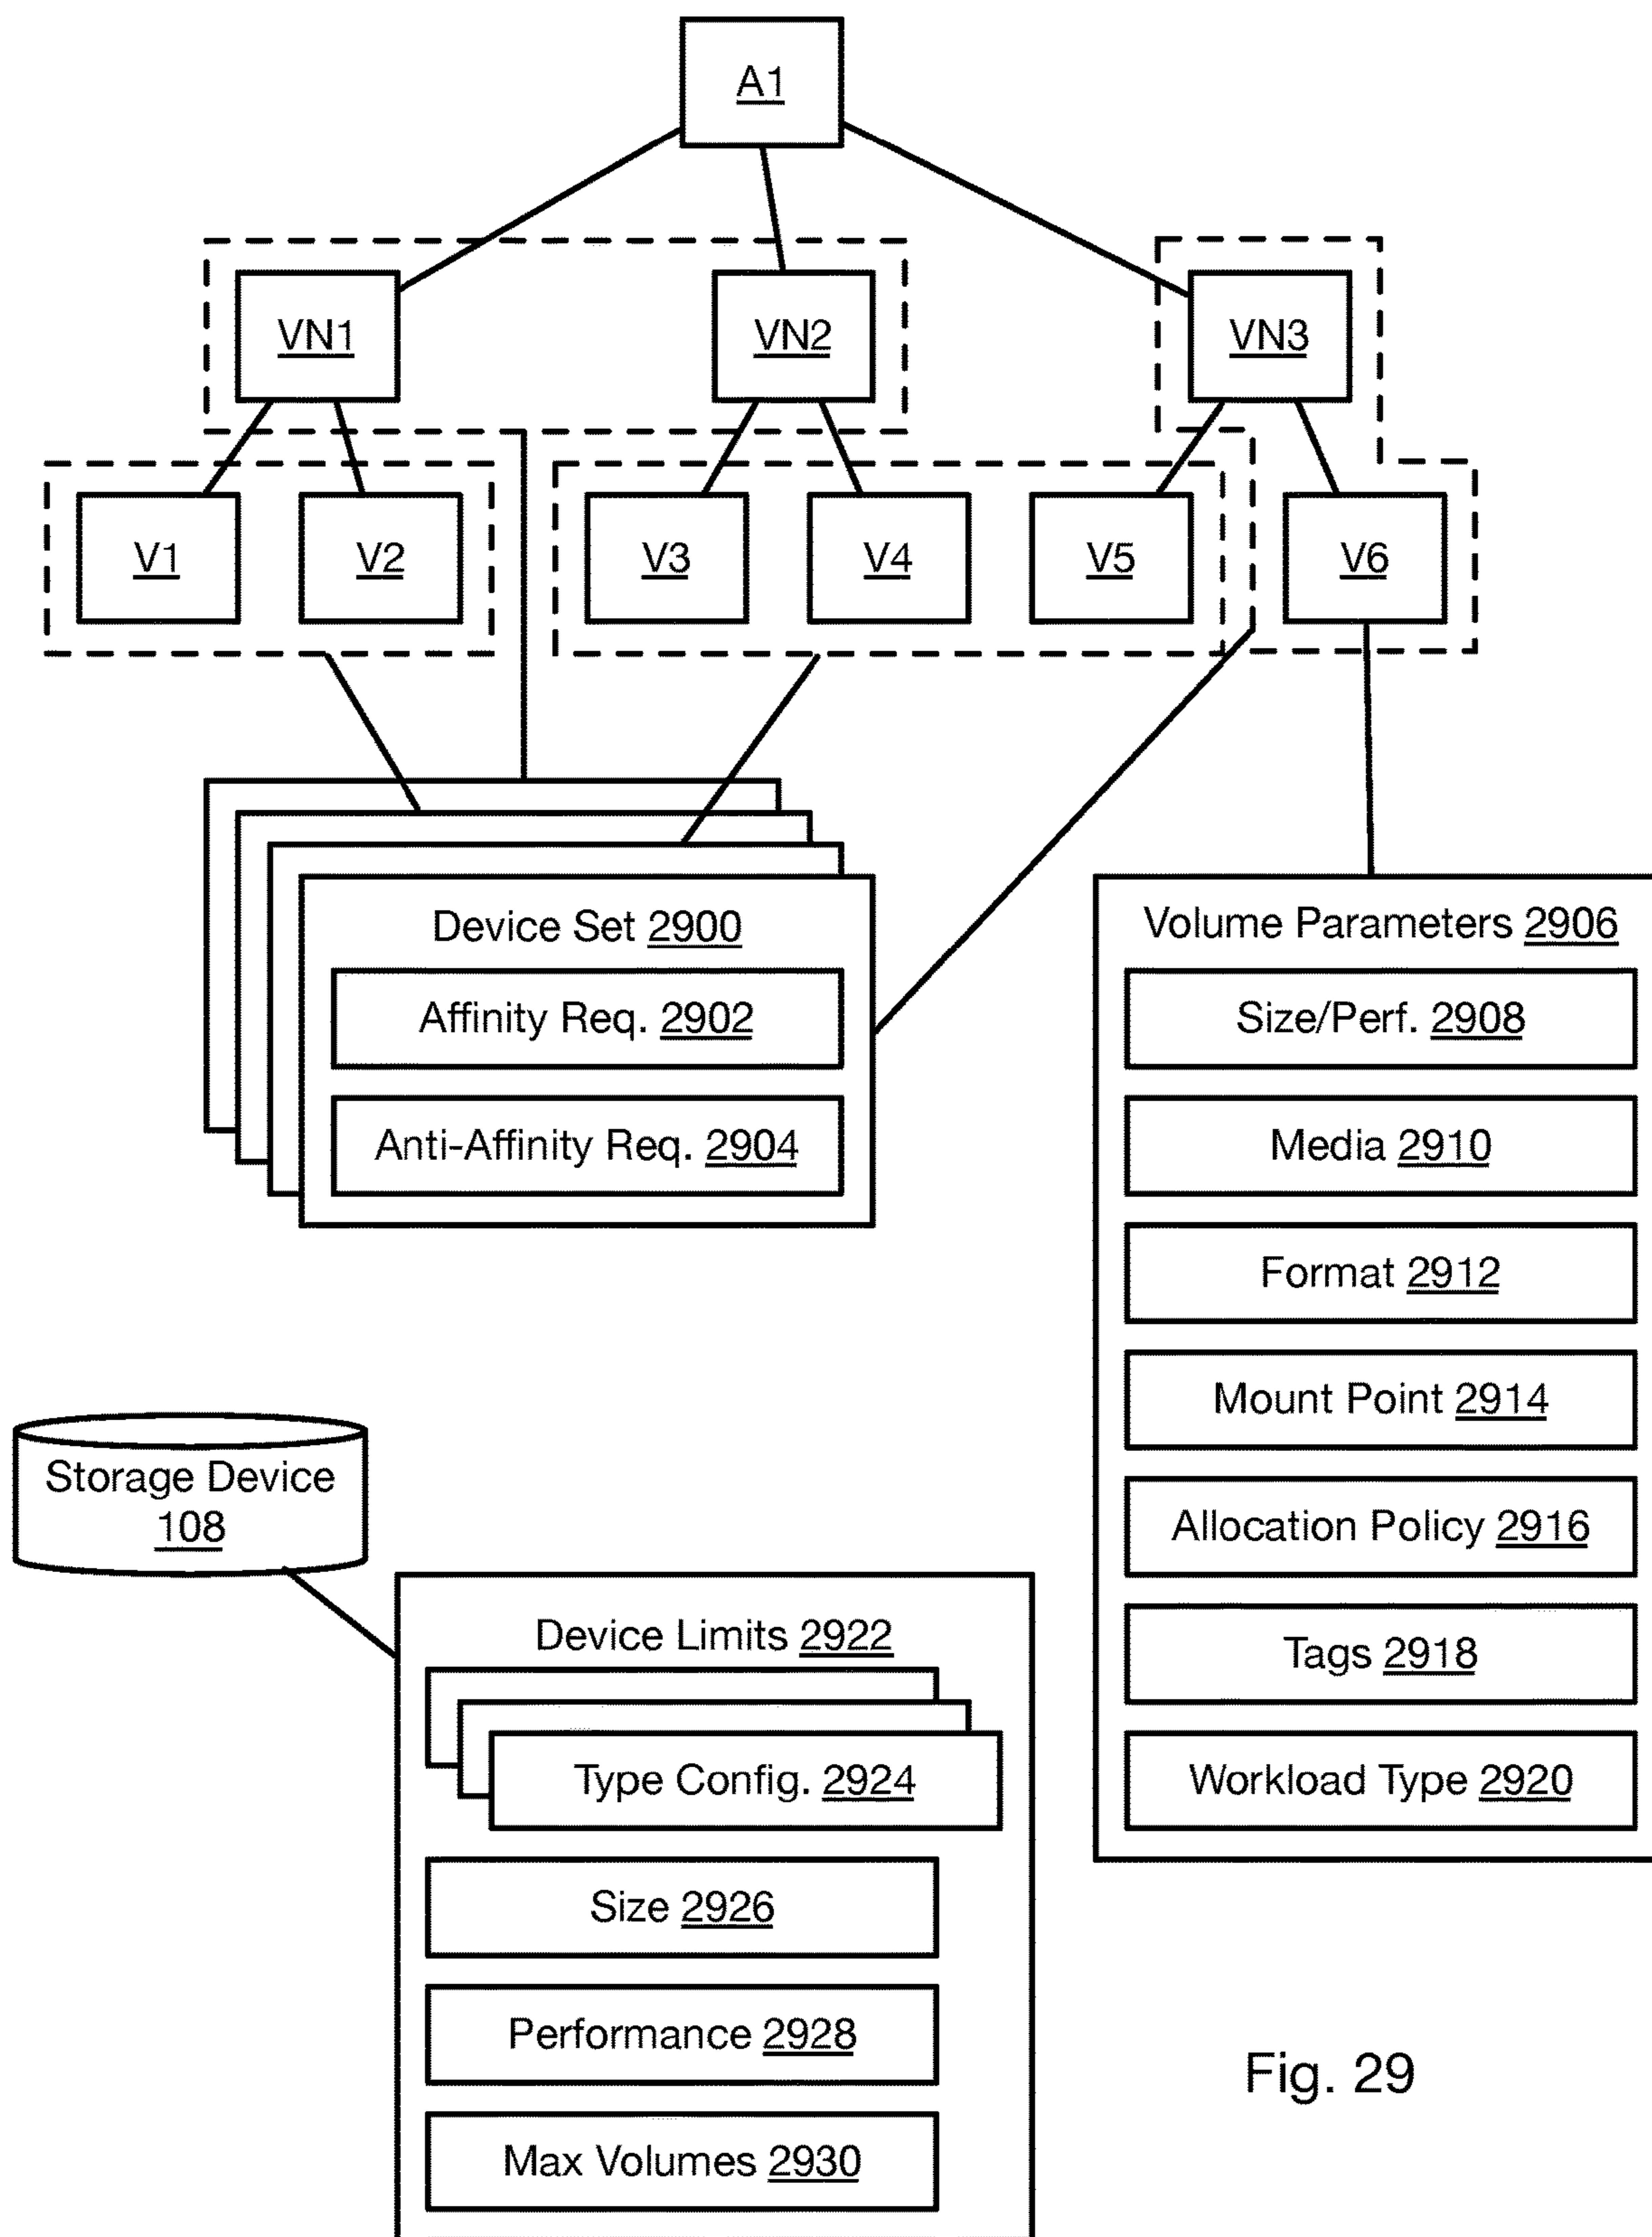 A1
VN1 VN2 VN3
V1 V2 V3 V4 V5 V6
Device Set 2900
Affinity Req. 2902
Anti-Affinity Req. 2904
Volume Parameters 2906
Size/Perf. 2908
Media 2910
Format 2912
Mount Point 2914
Allocation Policy 2916
Tags 2918
Workload Type 2920
Storage Device
108
Device Limits 2922
Type Config. 2924
Size 2926
Performance 2928
Max Volumes 2930
Fig. 29